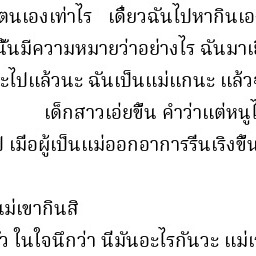 ตนเองเท่าไร เดี๋ยวฉันไปหากินเอ
นั้นมีความหมายว่าอย่างไร ฉันมา
ะไปแล้วนะ ฉันเป็นแม่แกนะ แล้ว
เด็กสาวเอ่ยขึ้น คำว่าแต่หนู
เมื่อผู้เป็นแม่ออกอาการรื่นเริงขึ้น
แม่เขากินสิ
ว ในใจนึกว่า นี่มันอะไรกันวะ แม่